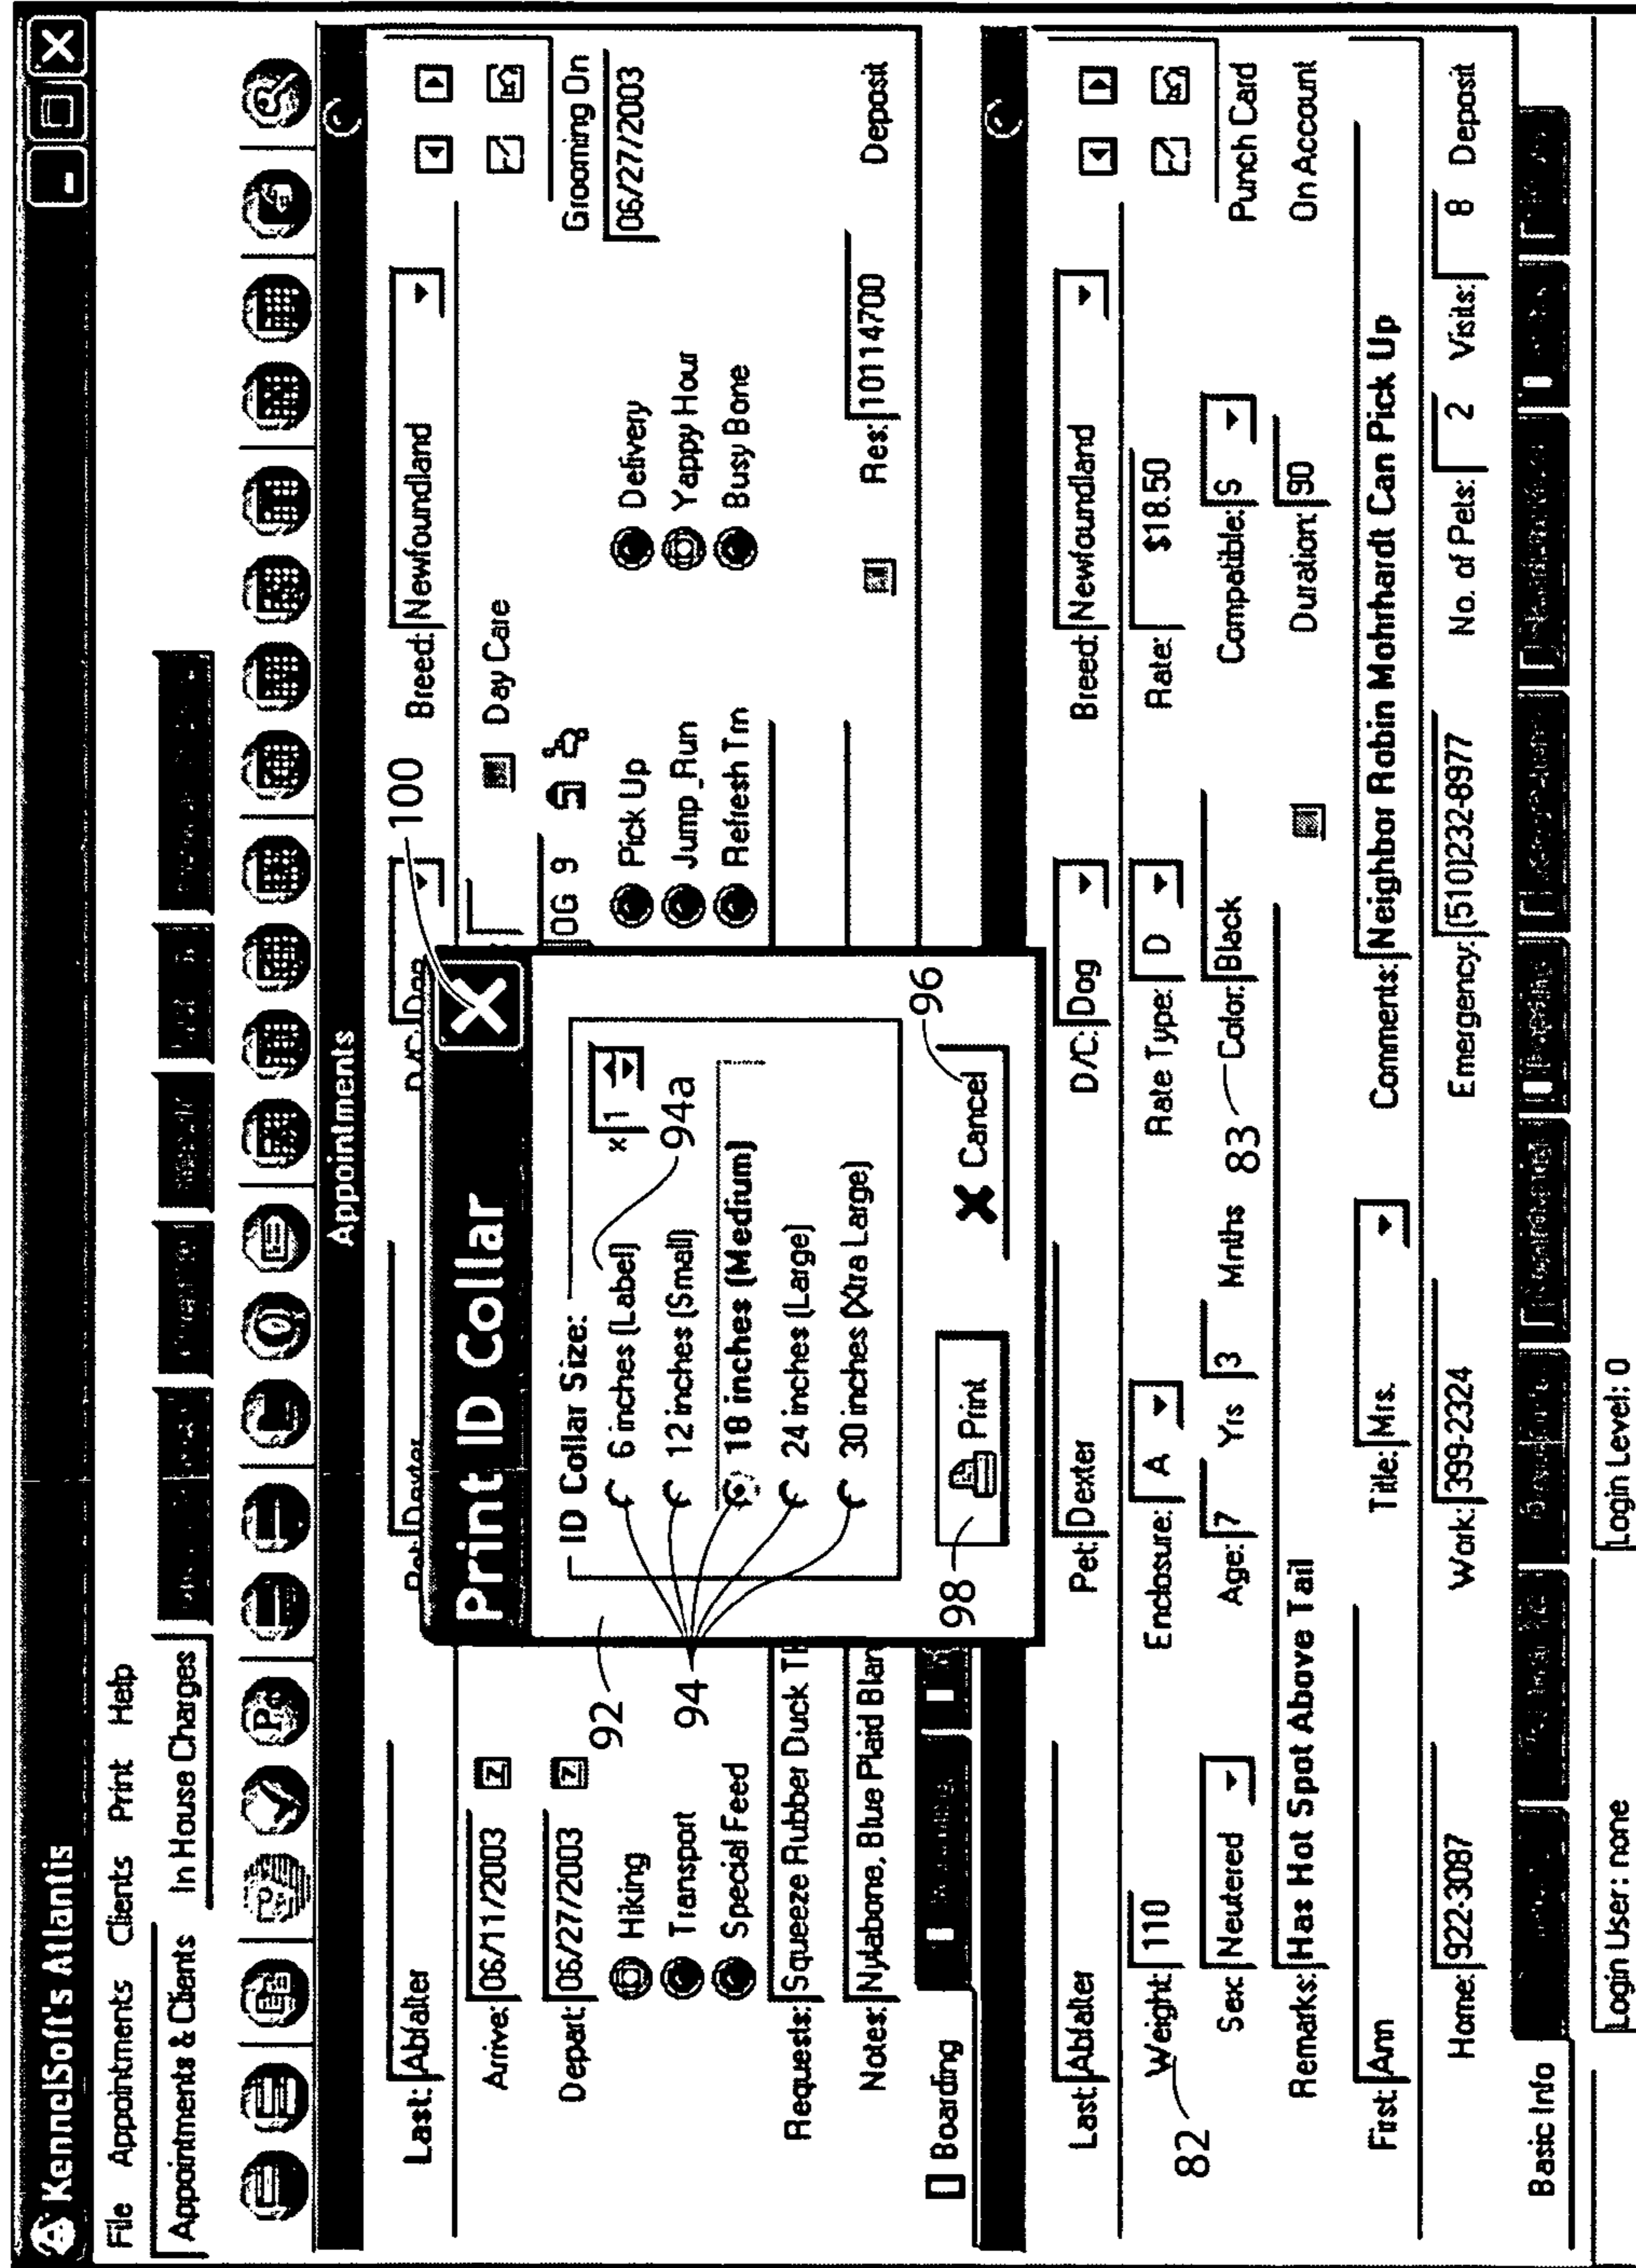 KennelSoft's Atlantis
File Appointments Clients Print Help
Appointments & Clients In House Charges
Appointments
Last: Abfalter Pet: Dexter D/C: Dog 100 Breed: Newfoundland
Arrive: 06/11/2003 Day Care
Depart: 06/27/2003 OG 9 Grooming On
06/27/2003
Hiking Pick Up Delivery
Transport Jump_Run Yappy Hour
Special Feed Refresh Trn Busy Bone
Requests: Squeeze Rubber Duck
Notes: Nylabone, Blue Plaid Res: 10114700 Deposit
Boarding
Print ID Collar
92
ID Collar Size:
6 inches (Label) × 1
12 inches (Small) 94a
94
18 inches (Medium)
24 inches (Large)
30 inches (Xtra Large)
98 Print Cancel 96
Last: Abfalter Pet: Dexter D/C: Dog Breed: Newfoundland
82 Weight: 110 Enclosure: A Rate Type: D Rate: $18.50
Sex: Neutered Age: 7 Yrs 3 Mnths 83 Color: Black Compatible: S Punch Card
Remarks: Has Hot Spot Above Tail Duration: 90 On Account
First: Ann Title: Mrs. Comments: Neighbor Robin Mohrhardt Can Pick Up
Home: 922-3087 Work: 399-2324 Emergency: (510)232-8977 No. of Pets: 2 Visits: 8 Deposit
Basic Info
Login User: none Login Level: 0